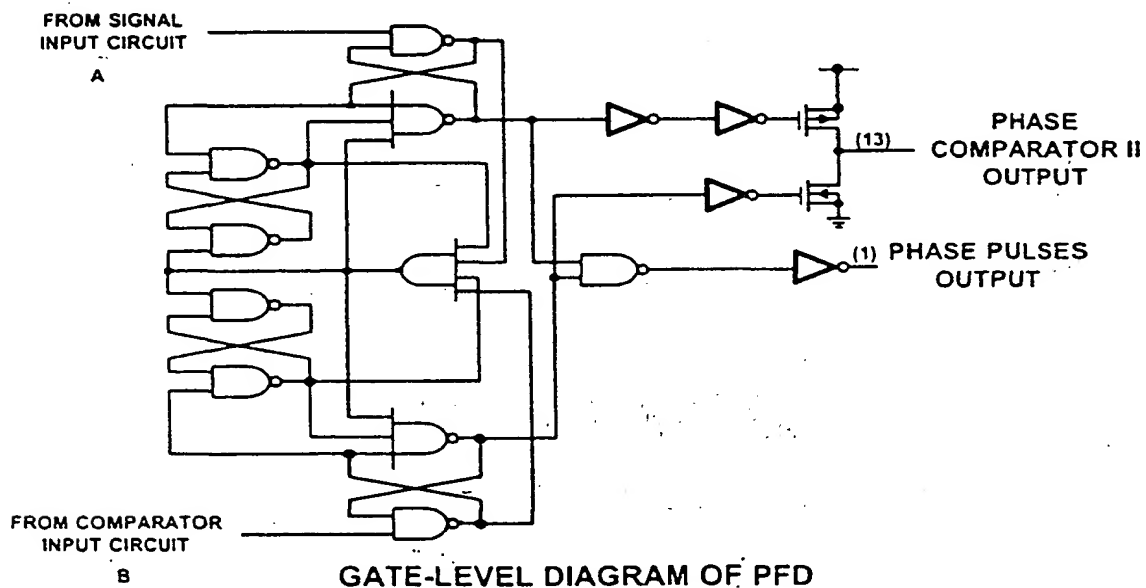 FROM SIGNAL
INPUT CIRCUIT
A
(13)
PHASE
COMPARATOR II
OUTPUT
(1)
PHASE PULSES
OUTPUT
FROM COMPARATOR
INPUT CIRCUIT
B
GATE-LEVEL DIAGRAM OF PFD